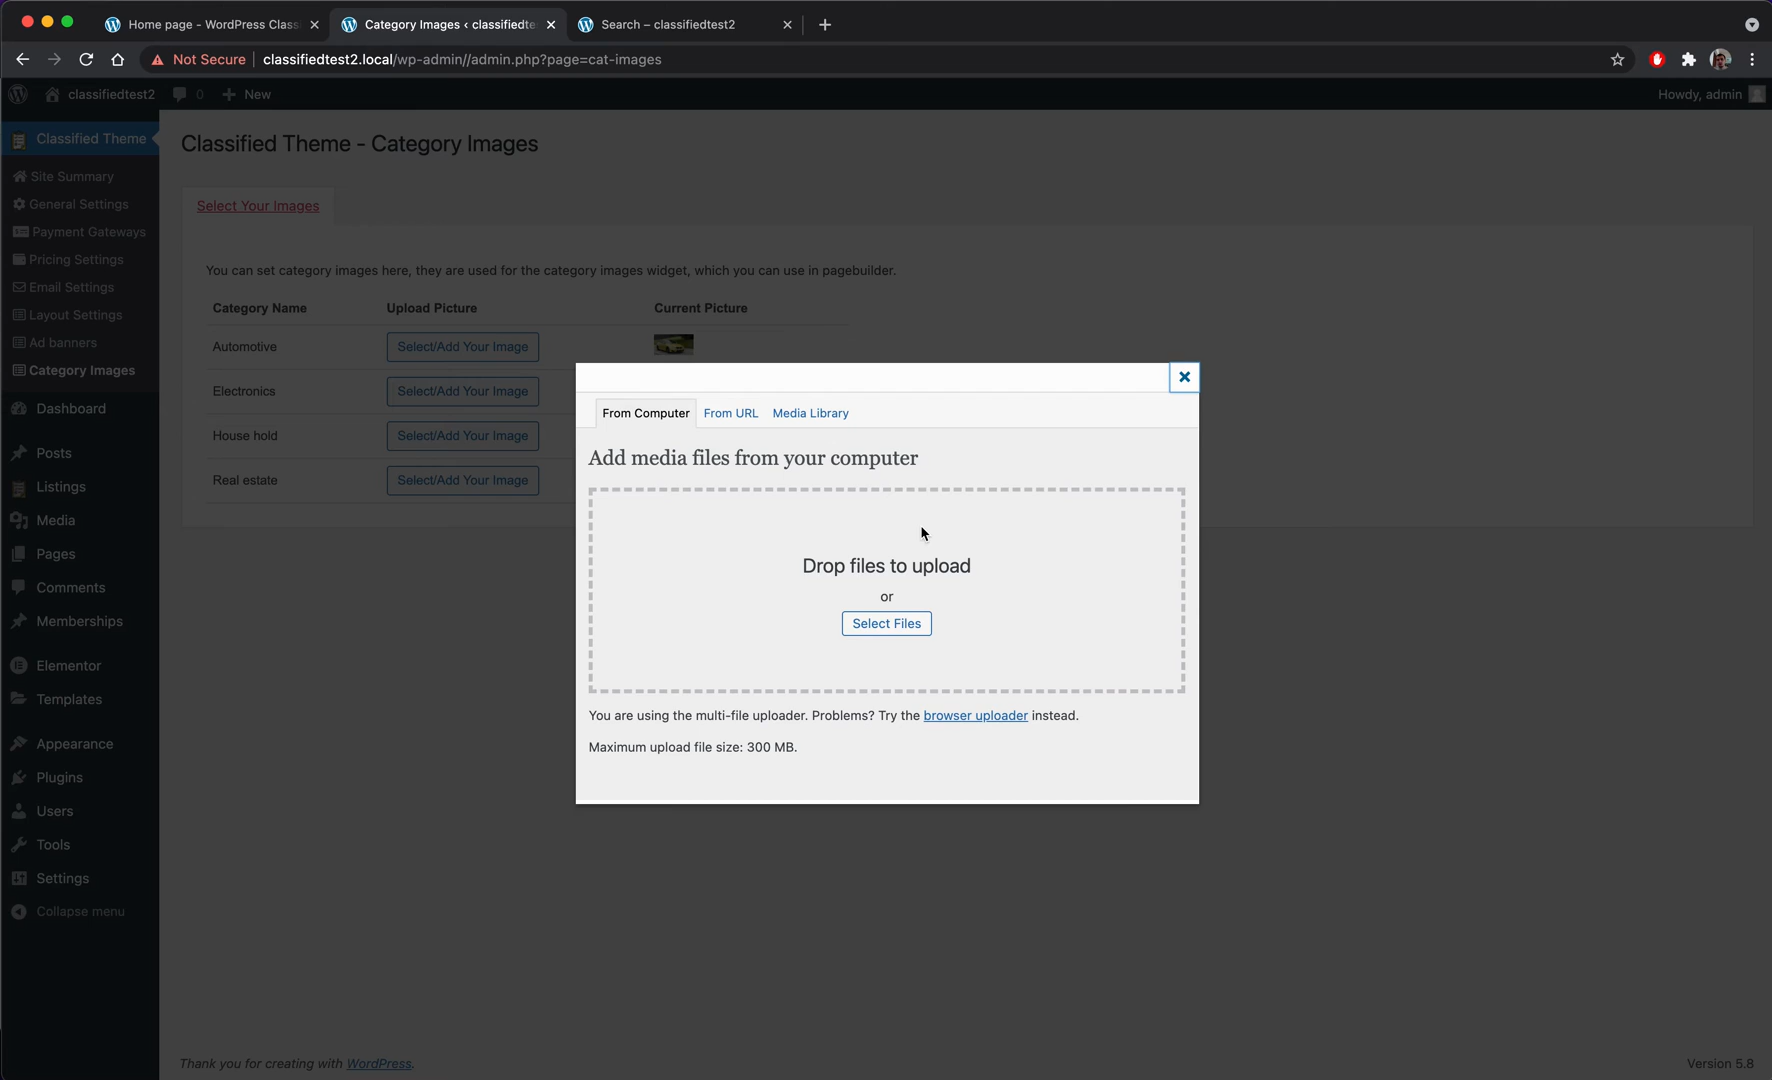 Home page - WordPress Class
Category Images ‹ classifiedte
Search – classifiedtest2
Not Secure
classifiedtest2.local/wp-admin//admin.php?page=cat-images
classifiedtest2
0
New
Howdy, admin
Classified Theme
Site Summary
General Settings
Payment Gateways
Pricing Settings
Email Settings
Layout Settings
Ad banners
Category Images
Dashboard
Posts
Listings
Media
Pages
Comments
Memberships
Elementor
Templates
Appearance
Plugins
Users
Tools
Settings
Collapse menu
Classified Theme - Category Images
Select Your Images
You can set category images here, they are used for the category images widget, which you can use in pagebuilder.
Category Name Upload Picture Current Picture
Automotive Select/Add Your Image
Electronics Select/Add Your Image
House hold Select/Add Your Image
Real estate Select/Add Your Image
From Computer From URL Media Library
Add media files from your computer
Drop files to upload
or
Select Files
You are using the multi-file uploader. Problems? Try the browser uploader instead.
Maximum upload file size: 300 MB.
Thank you for creating with WordPress.
Version 5.8